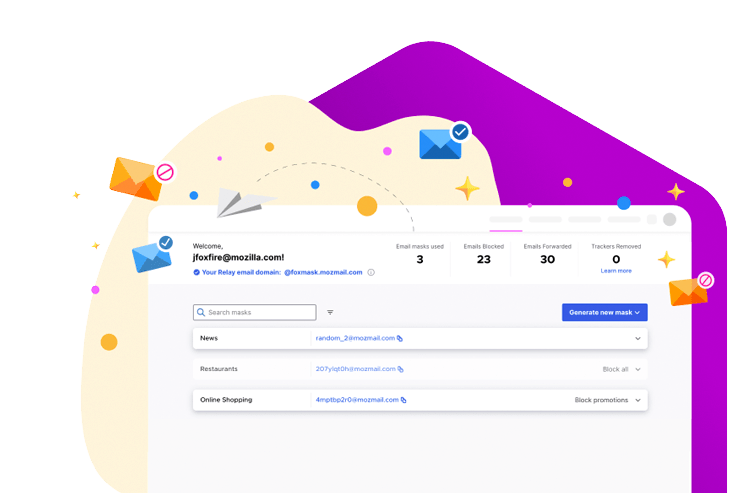 Welcome,
jfoxfire@mozilla.com!
Your Relay email domain: @foxmask.mozmail.com
Email masks used
3
Emails Blocked
23
Emails Forwarded
30
Trackers Removed
0
Learn more
Search masks
Generate new mask
News random_2@mozmail.com
Restaurants 207ylqt0h@mozmail.com Block all
Online Shopping 4mptbp2r0@mozmail.com Block promotions